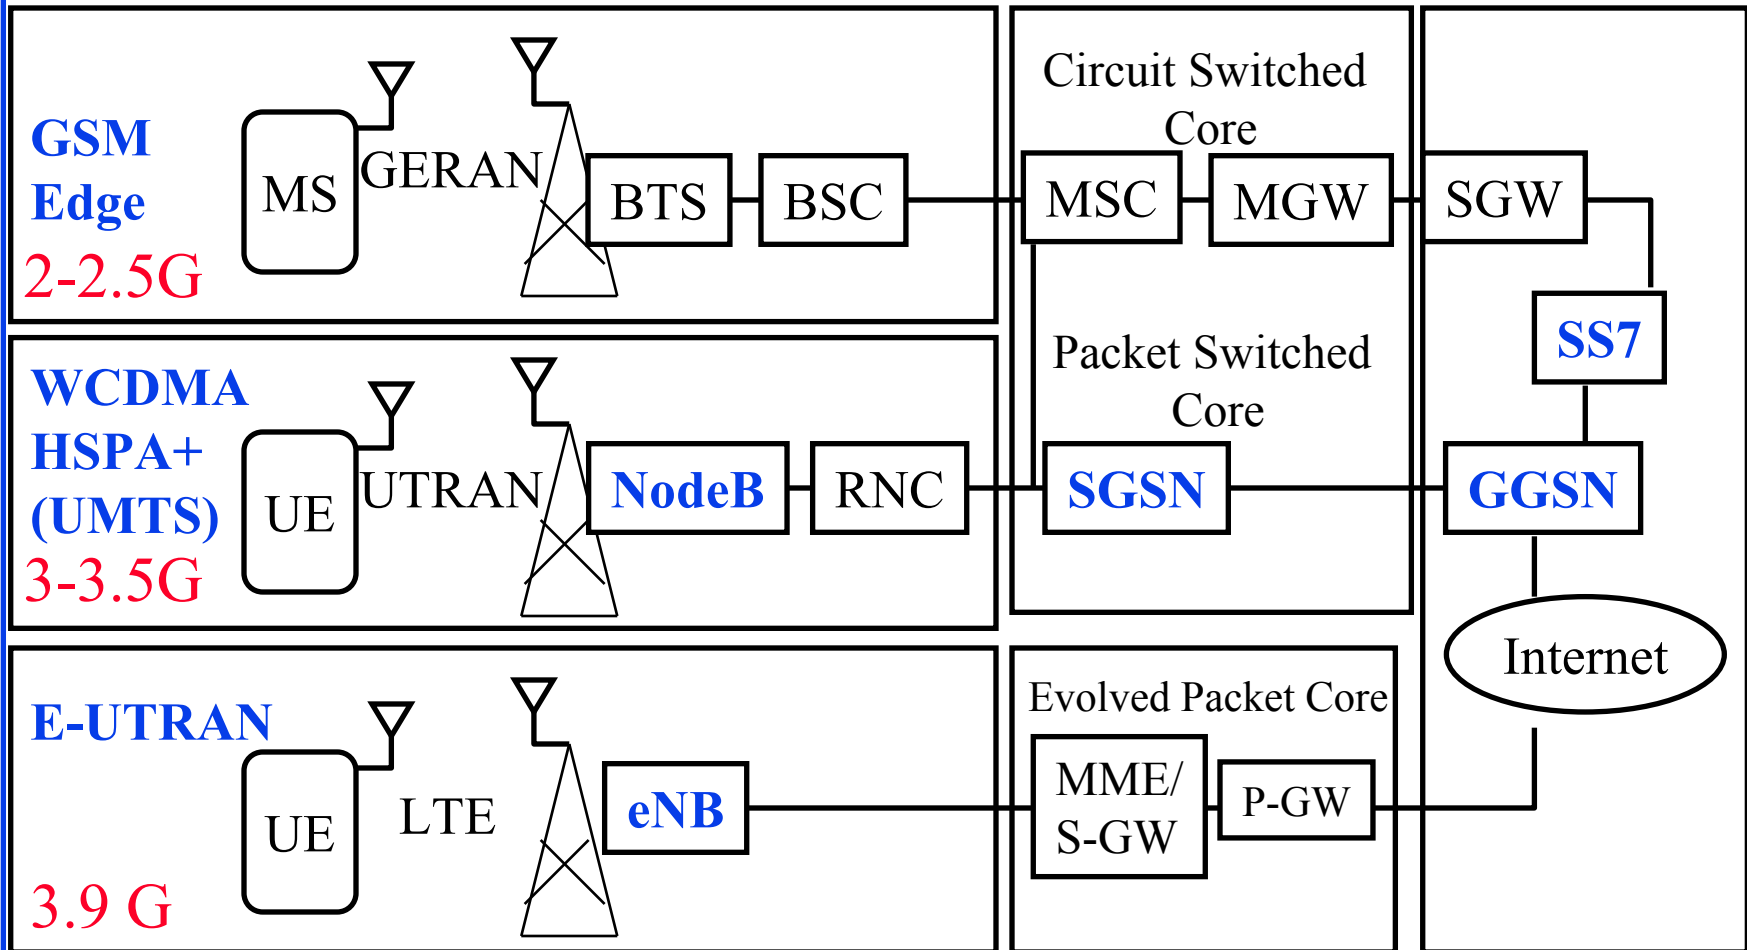 GSM
Edge
2-2.5G
MS
GERAN
BTS
BSC
Circuit Switched
Core
MSC
MGW
SGW
SS7
WCDMA
HSPA+
(UMTS)
3-3.5G
UE
UTRAN
NodeB
RNC
Packet Switched
Core
SGSN
GGSN
Internet
E-UTRAN
3.9 G
UE
LTE
eNB
Evolved Packet Core
MME/
S-GW
P-GW